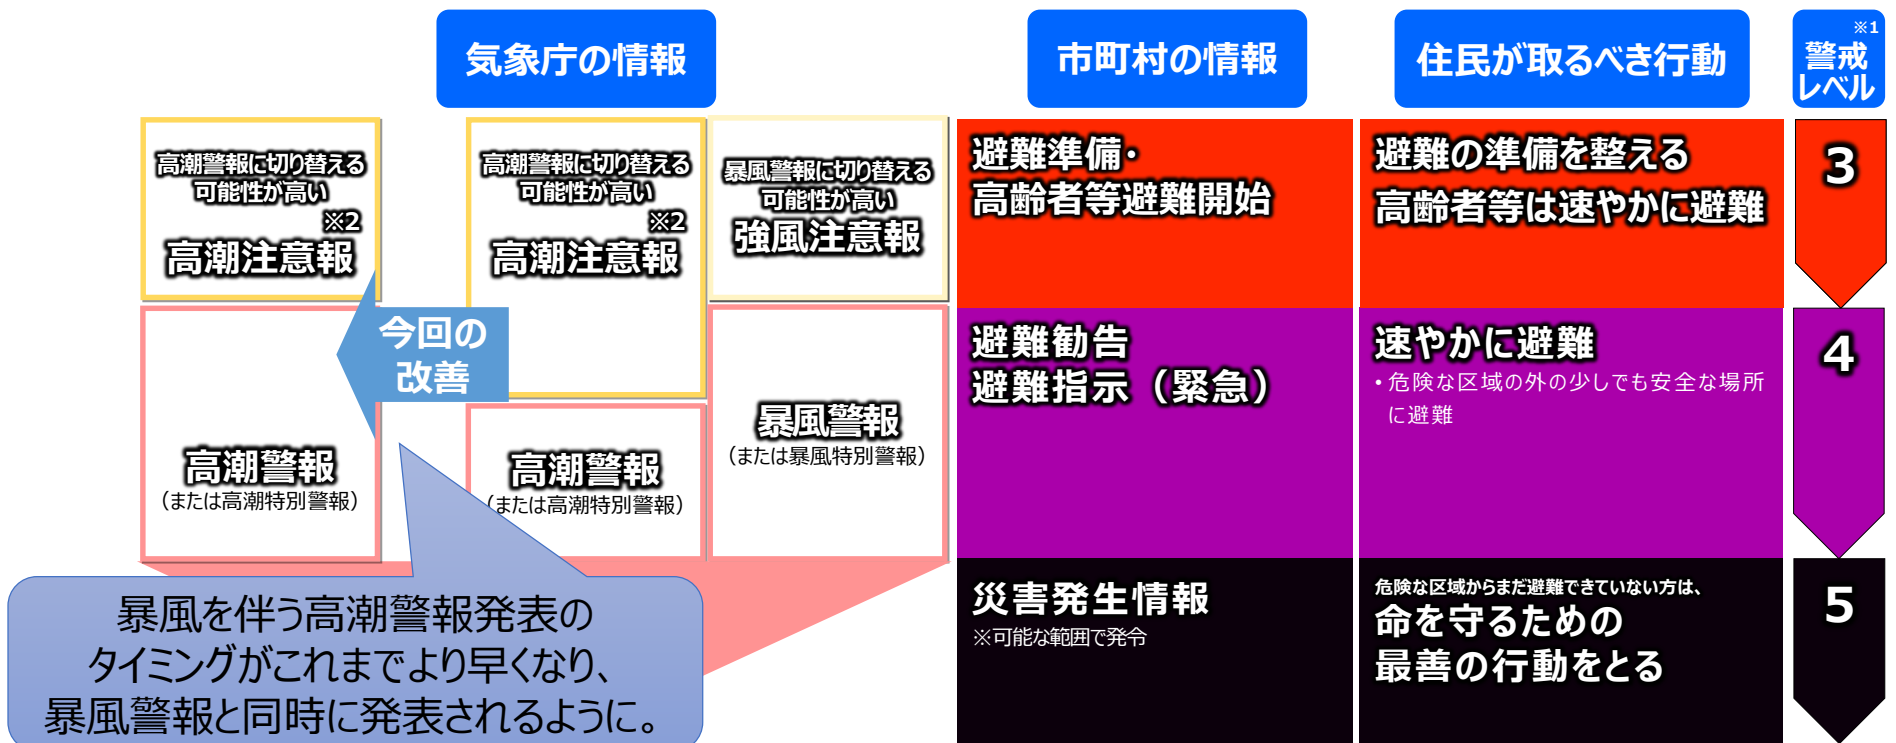 気象庁の情報
市町村の情報
住民が取るべき行動
※1
警戒
レベル
高潮警報に切り替える
可能性が高い
※2
高潮注意報
高潮警報に切り替える
可能性が高い
※2
高潮注意報
暴風警報に切り替える
可能性が高い
強風注意報
避難準備・
高齢者等避難開始
避難の準備を整える
高齢者等は速やかに避難
3
今回の
改善
高潮警報
（または高潮特別警報）
高潮警報
（または高潮特別警報）
暴風警報
（または暴風特別警報）
避難勧告
避難指示（緊急）
速やかに避難
• 危険な区域の外の少しでも安全な場所
に避難
4
暴風を伴う高潮警報発表の
タイミングがこれまでより早くなり、
暴風警報と同時に発表されるように。
災害発生情報
※可能な範囲で発令
危険な区域からまだ避難できていない方は、
命を守るための
最善の行動をとる
5